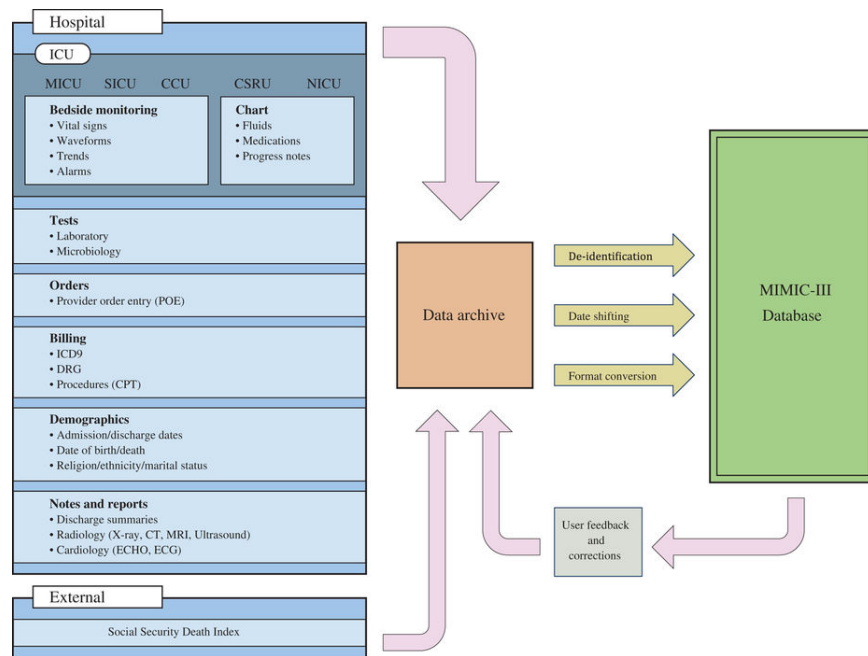 Hospital
ICU
MICU SICU CCU CSRU NICU
Bedside monitoring
• Vital signs
• Waveforms
• Trends
• Alarms
Chart
• Fluids
• Medications
• Progress notes
Tests
• Laboratory
• Microbiology
Orders
• Provider order entry (POE)
Billing
• ICD9
• DRG
• Procedures (CPT)
Demographics
• Admission/discharge dates
• Date of birth/death
• Religion/ethnicity/marital status
Notes and reports
• Discharge summaries
• Radiology (X-ray, CT, MRI, Ultrasound)
• Cardiology (ECHO, ECG)
External
Social Security Death Index
Data archive
De-identification
Date shifting
Format conversion
MIMIC-III
Database
User feedback
and
corrections